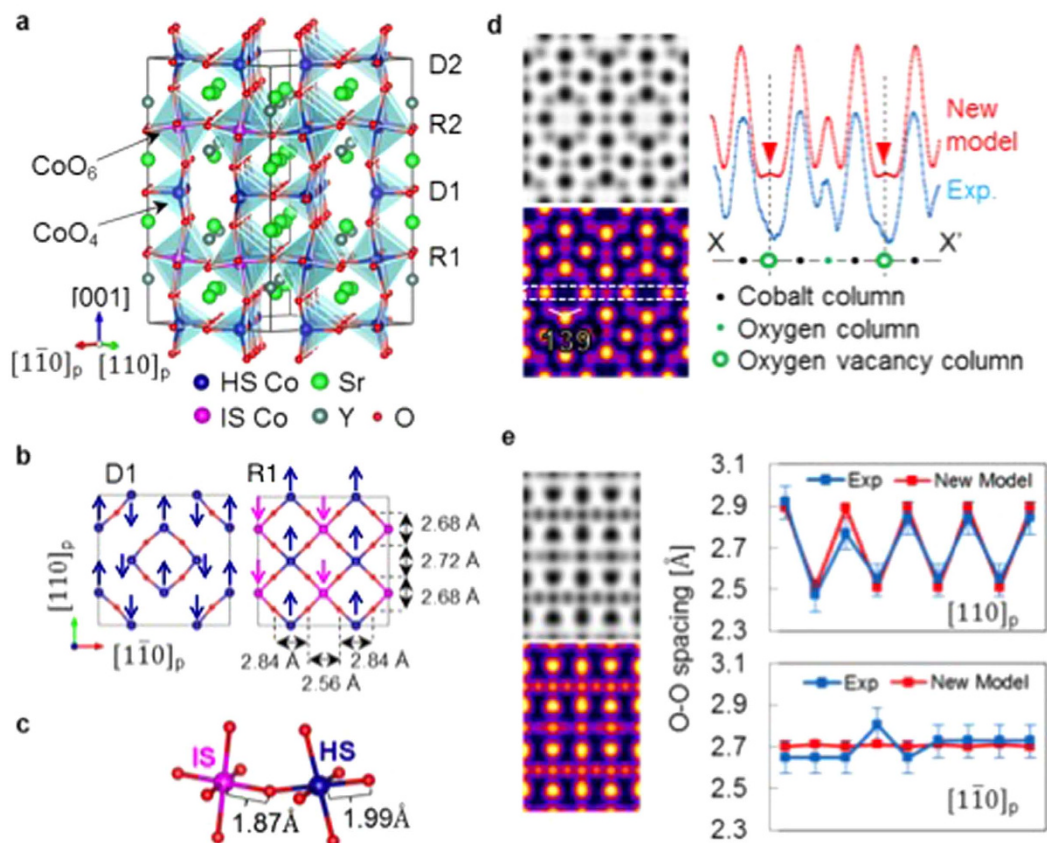 a
D2
R2
CoO₆
D1
CoO₄
R1
[001]
[11̄0]ₚ [110]ₚ
HS Co Sr
IS Co Y O
b
D1 R1
2.68 Å
2.72 Å
2.68 Å
[110]ₚ
[11̄0]ₚ
2.84 Å 2.84 Å
2.56 Å
c
IS HS
1.87Å 1.99Å
d
New
model
Exp.
X X'
139
Cobalt column
Oxygen column
Oxygen vacancy column
e
O-O spacing [Å]
3.1
2.9
2.7
2.5
2.3
Exp New Model
[110]ₚ
3.1
2.9
2.7
2.5
2.3
Exp New Model
[11̄0]ₚ